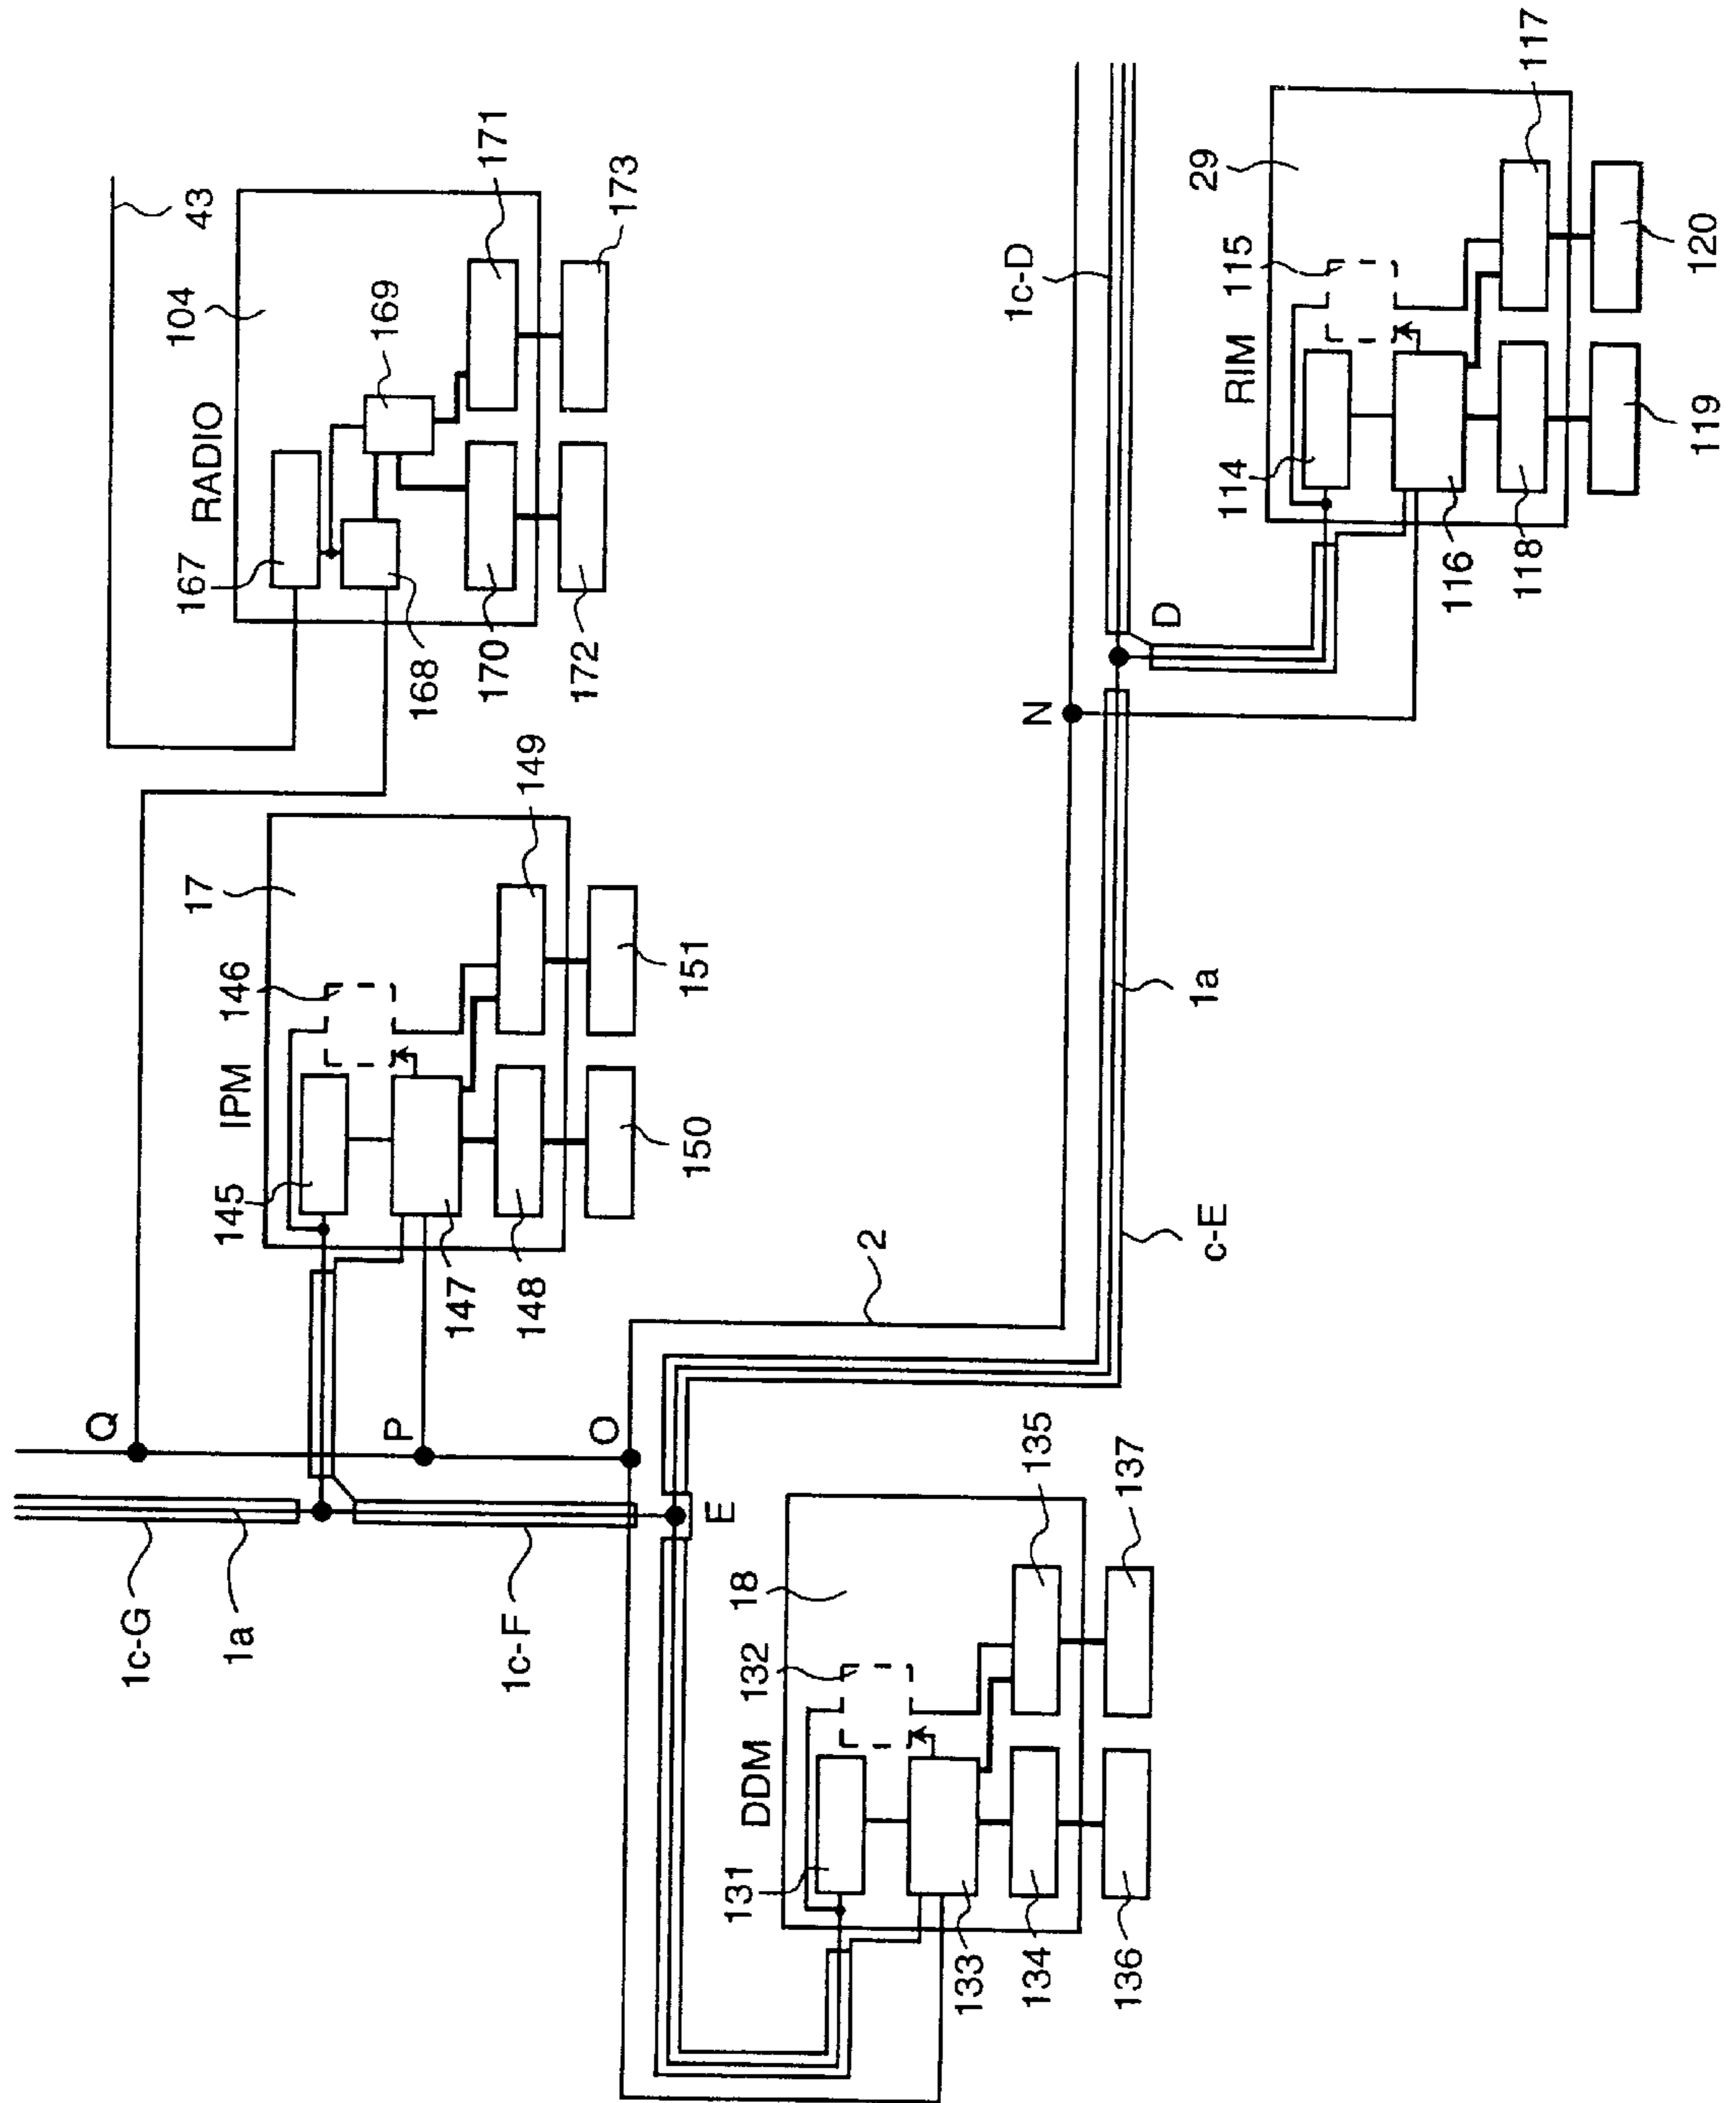 43
104
RADIO
167
169
171
173
168
170
172
17
IPM
146
145
149
151
147
148
150
Q
P
O
1c-G
1a
1c-F
E
2
18
DDM
132
131
135
137
133
134
136
N
D
1c-D
1a
c-E
29
RIM
115
114
117
120
116
118
119